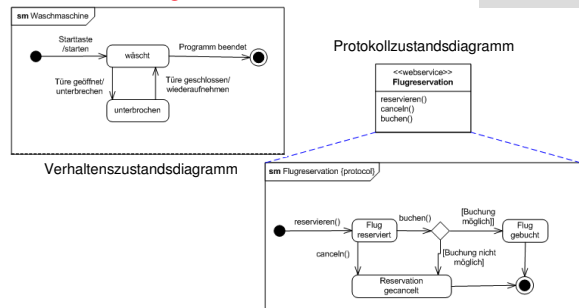 sm Waschmaschine
Starttaste
/starten
wäscht
Programm beendet
Türe geöffnet/
unterbrechen
Türe geschlossen/
wiederaufnehmen
unterbrochen
Verhaltenszustandsdiagramm
Protokollzustandsdiagramm
<<webservice>>
Flugreservation
reservieren()
canceln()
buchen()
sm Flugreservation {protocol}
reservieren()
Flug
reserviert
buchen()
[Buchung
möglich]]
Flug
gebucht
canceln()
[Buchung nicht
möglich]
Reservation
gecancelt